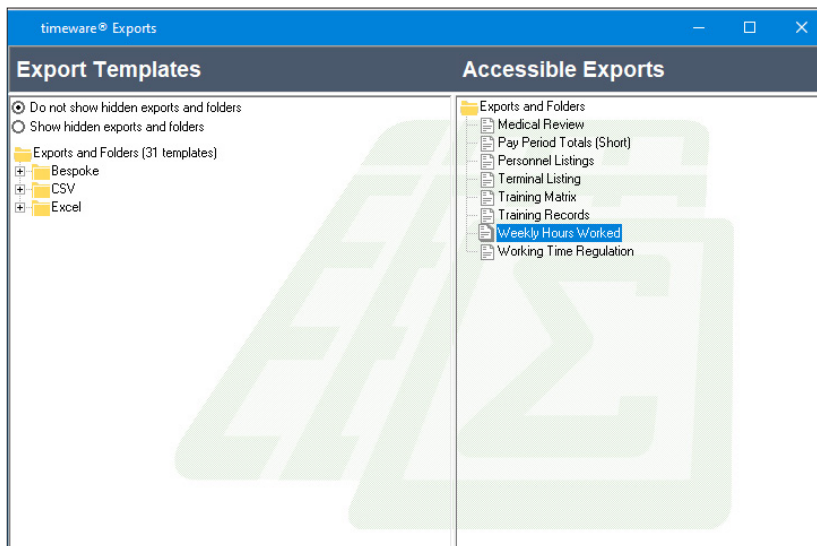 timeware® Exports
Export Templates
Do not show hidden exports and folders
Show hidden exports and folders
Exports and Folders (31 templates)
Bespoke
CSV
Excel
Accessible Exports
Exports and Folders
Medical Review
Pay Period Totals (Short)
Personnel Listings
Terminal Listing
Training Matrix
Training Records
Weekly Hours Worked
Working Time Regulation